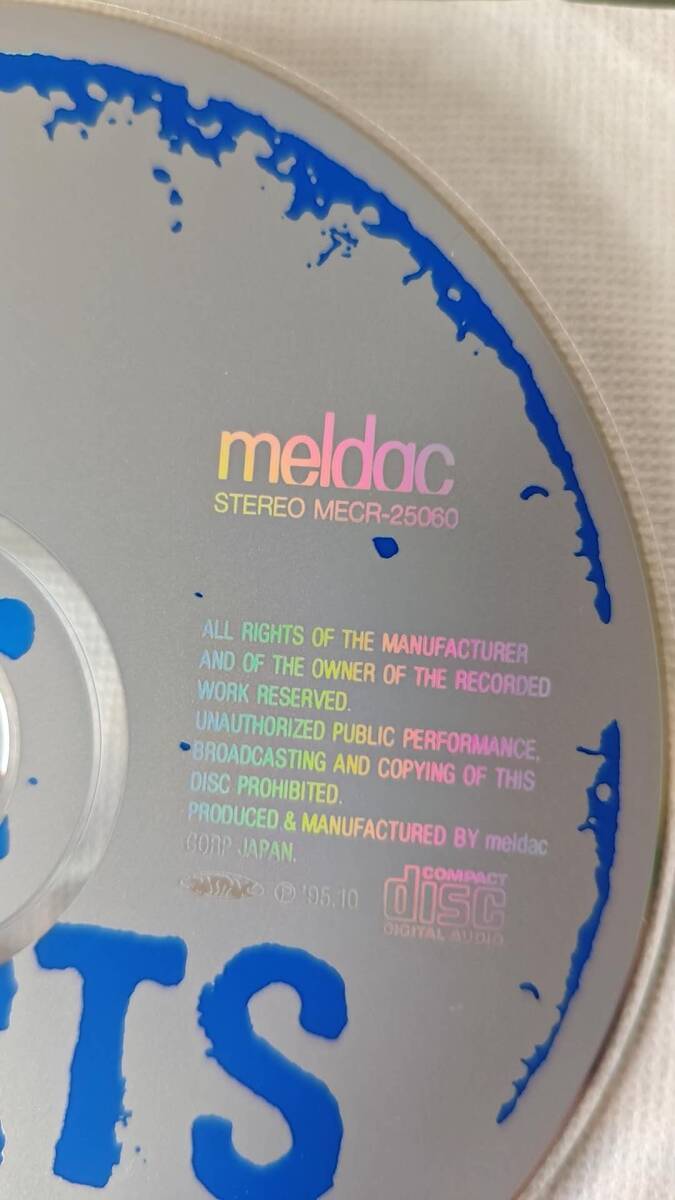 meldac
STEREO MECR-25060
ALL RIGHTS OF THE MANUFACTURER
AND OF THE OWNER OF THE RECORDED
WORK RESERVED.
UNAUTHORIZED PUBLIC PERFORMANCE,
BROADCASTING AND COPYING OF THIS
DISC PROHIBITED.
PRODUCED & MANUFACTURED BY meldac
CORP JAPAN.
Ⓟ '95.10
COMPACT
disc
DIGITAL AUDIO
TS